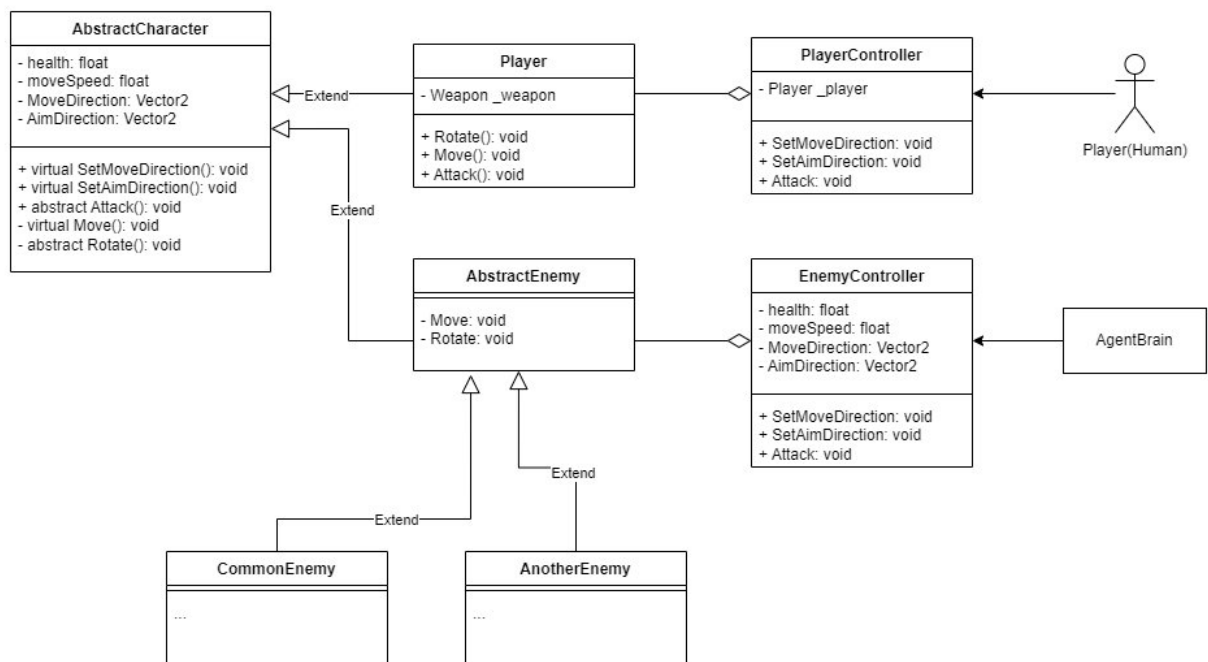 AbstractCharacter
- health: float
- moveSpeed: float
- MoveDirection: Vector2
- AimDirection: Vector2
+ virtual SetMoveDirection(): void
+ virtual SetAimDirection(): void
+ abstract Attack(): void
- virtual Move(): void
- abstract Rotate(): void
Extend
Player
- Weapon _weapon
+ Rotate(): void
+ Move(): void
+ Attack(): void
PlayerController
- Player _player
+ SetMoveDirection: void
+ SetAimDirection: void
+ Attack: void
Player(Human)
Extend
AbstractEnemy
- Move: void
- Rotate: void
EnemyController
- health: float
- moveSpeed: float
- MoveDirection: Vector2
- AimDirection: Vector2
+ SetMoveDirection: void
+ SetAimDirection: void
+ Attack: void
AgentBrain
Extend
Extend
CommonEnemy
...
AnotherEnemy
...